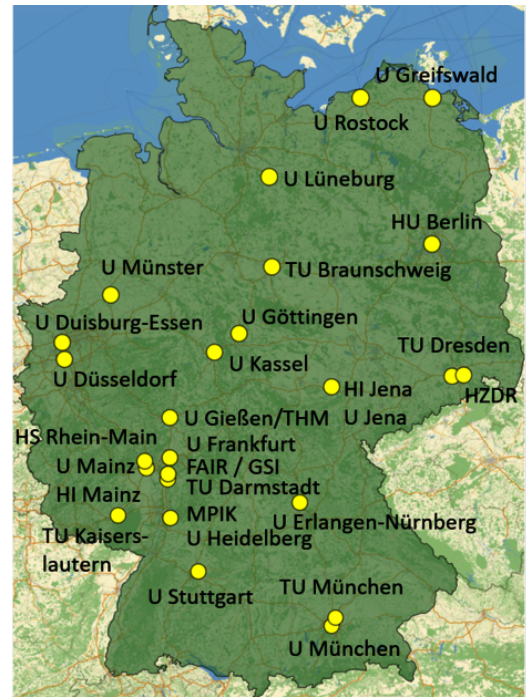 U Greifswald
U Rostock
U Lüneburg
HU Berlin
U Münster
TU Braunschweig
U Duisburg-Essen
U Göttingen
TU Dresden
U Düsseldorf
U Kassel
HI Jena
HZDR
U Jena
U Gießen/THM
HS Rhein-Main
U Frankfurt
U Mainz
FAIR / GSI
HI Mainz
TU Darmstadt
MPIK
U Erlangen-Nürnberg
TU Kaisers-
lautern
U Heidelberg
U Stuttgart
TU München
U München